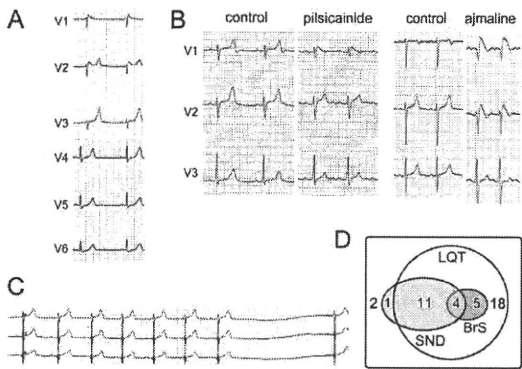 A
V1
V2
V3
V4
V5
V6
B
control pilsicainide control ajmaline
V1
V2
V3
C
D
LQT
2 1 11 4 5 18
BrS
SND